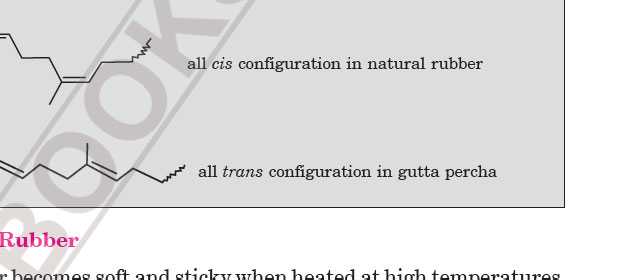 all cis configuration in natural rubber
all trans configuration in gutta percha
Rubber
becomes soft and sticky when heated at high temperatures
BOOK